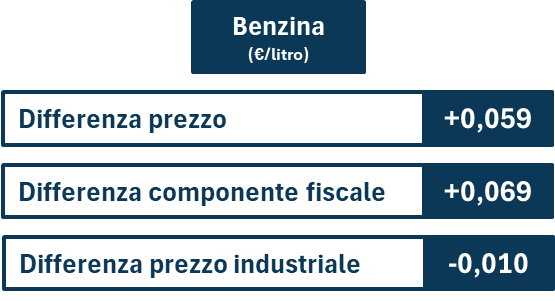 Benzina
(€/litro)
Differenza prezzo +0,059
Differenza componente fiscale +0,069
Differenza prezzo industriale -0,010